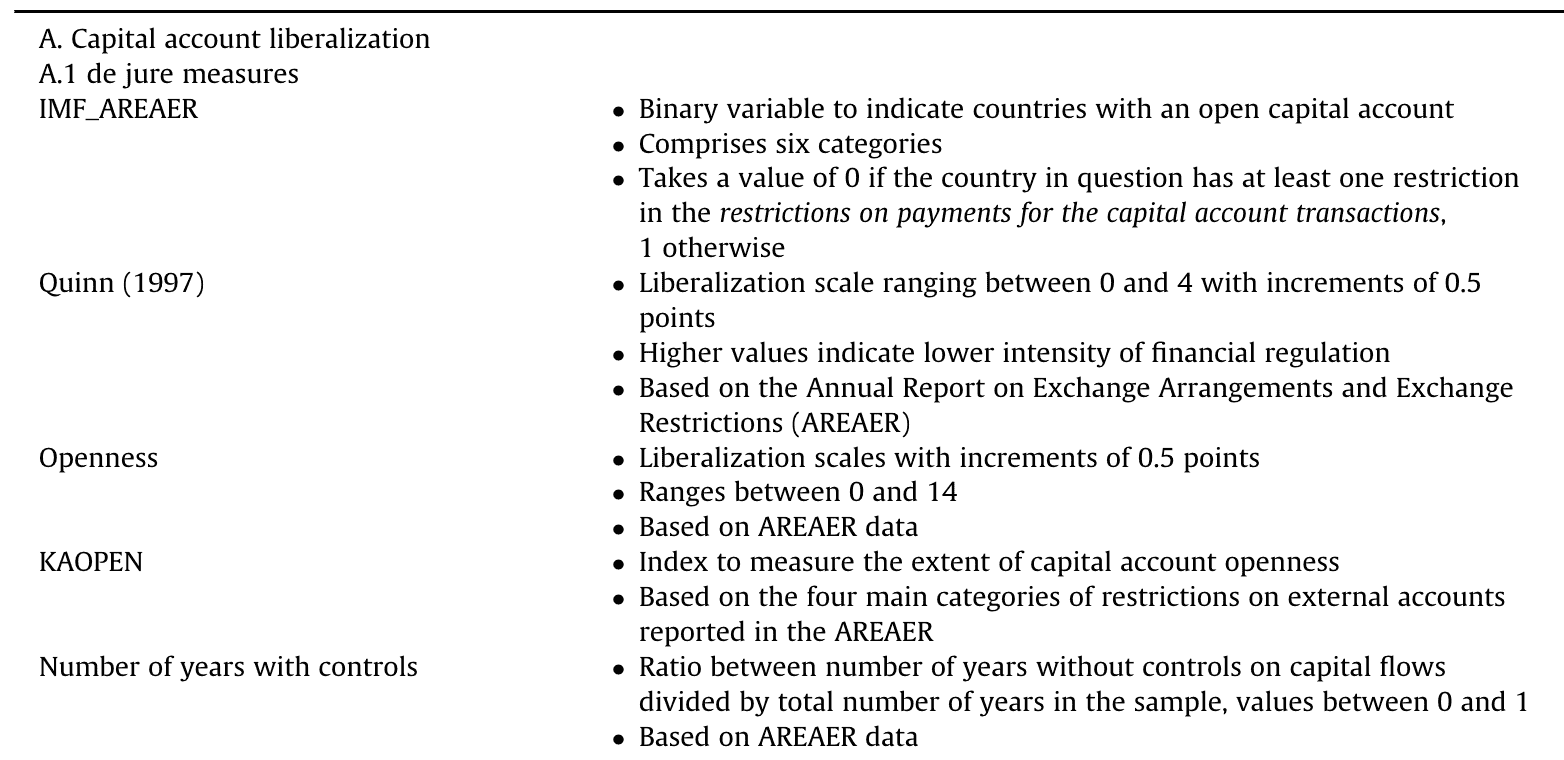 A. Capital account liberalization
A.1 de jure measures
IMF_AREAER
• Binary variable to indicate countries with an open capital account
• Comprises six categories
• Takes a value of 0 if the country in question has at least one restriction
in the restrictions on payments for the capital account transactions,
1 otherwise
Quinn (1997)
• Liberalization scale ranging between 0 and 4 with increments of 0.5
points
• Higher values indicate lower intensity of financial regulation
• Based on the Annual Report on Exchange Arrangements and Exchange
Restrictions (AREAER)
Openness
• Liberalization scales with increments of 0.5 points
• Ranges between 0 and 14
• Based on AREAER data
KAOPEN
• Index to measure the extent of capital account openness
• Based on the four main categories of restrictions on external accounts
reported in the AREAER
Number of years with controls
• Ratio between number of years without controls on capital flows
divided by total number of years in the sample, values between 0 and 1
• Based on AREAER data